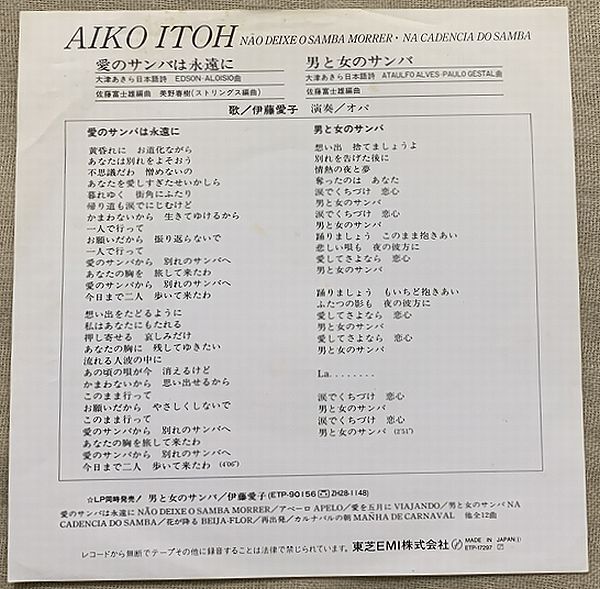 AIKO ITOH NÃO DEIXE O SAMBA MORRER・NA CADENCIA DO SAMBA
愛のサンバは永遠に
大津あきら日本語詩 EDSON-ALOISIO曲
佐藤富士雄編曲 美野春樹(ストリングス編曲)
男と女のサンバ
大津あきら日本語詩 ATAULFO ALVES-PAULO GESTAL曲
佐藤富士雄編曲
歌/伊藤愛子 演奏/オパ
愛のサンバは永遠に
黄昏れに お道化ながら
あなたは別れをよそおう
不思議だわ 憎めないの
あなたを愛しすぎたせいかしら
暮れゆく 街角にふたり
帰り道も涙でにじむけど
かまわないから 生きてゆけるから
一人で行って
お願いだから 振り返らないで
一人で行って
愛のサンバから 別れのサンバへ
あなたの胸を 旅して来たわ
愛のサンバから 別れのサンバへ
今日まで二人 歩いて来たわ
想い出をたどるように
私はあなたにもたれる
押し寄せる 哀しみだけ
あなたの胸に 残してゆきたい
流れる人波の中に
あの頃の唄が今 消えるけど
かまわないから 思い出せるから
このまま行って
お願いだから やさしくしないで
このまま行って
愛のサンバから 別れのサンバへ
あなたの胸を旅して来たわ
愛のサンバから 別れのサンバへ
今日まで二人 歩いて来たわ (4'06")
男と女のサンバ
想い出 捨てましょうよ
別れを告げた後に
情熱の夜と夢
奪ったのは あなた
涙でくちづけ 恋心
男と女のサンバ
涙でくちづけ 恋心
男と女のサンバ
踊りましょう このまま抱きあい
悲しい唄も 夜の彼方に
愛してさよなら 恋心
男と女のサンバ
踊りましょう もいちど抱きあい
ふたつの影も 夜の彼方に
愛してさよなら 恋心
男と女のサンバ
愛してさよなら 恋心
男と女のサンバ
La........
涙でくちづけ 恋心
男と女のサンバ
涙でくちづけ 恋心
男と女のサンバ (2'51")
☆LP同時発売! 男と女のサンバ/伊藤愛子(ETP-90156 ZH28-1148)
愛のサンバは永遠に NÃO DEIXE O SAMBA MORRER/アペーロ APELO/愛を五月に VIAJANDO/男と女のサンバ NA
CADENCIA DO SAMBA/花が降る BEIJA-FLOR/再出発/カルナバルの朝 MAÑHA DE CARNAVAL 他全12曲
レコードから無断でテープその他に録音することは法律で禁じられています。 東芝EMI株式会社 MADE IN JAPAN
ETP-17297